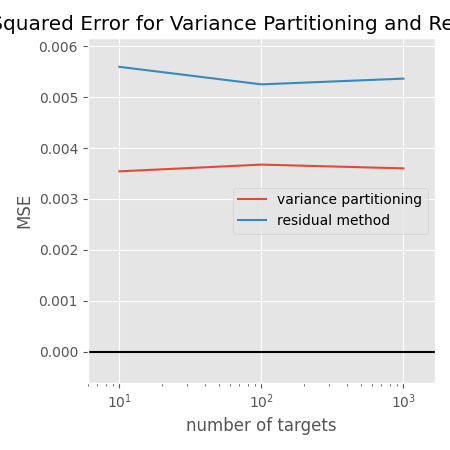 Squared Error for Variance Partitioning and Re
0.006
0.005
0.004
0.003
0.002
0.001
0.000
MSE
variance partitioning
residual method
10¹
10²
10³
number of targets